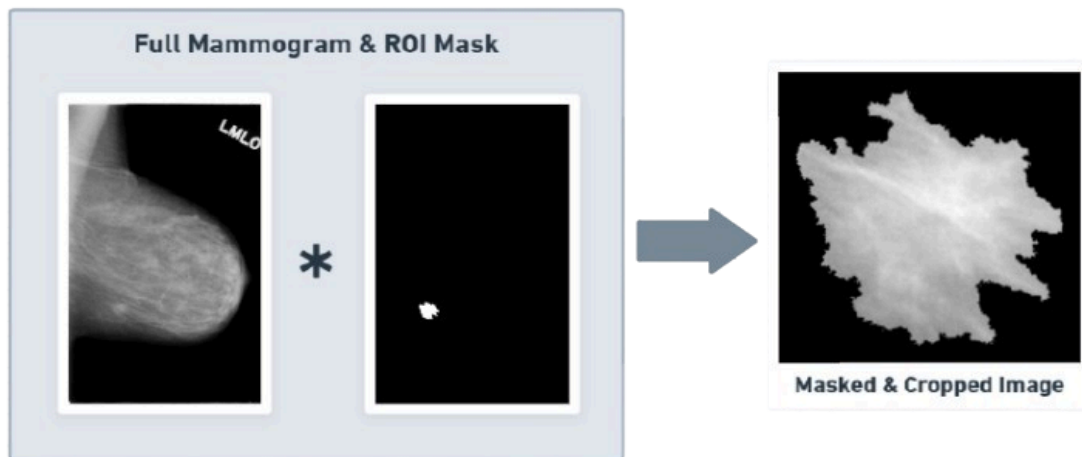 Full Mammogram & ROI Mask
LMLO
*
Masked & Cropped Image